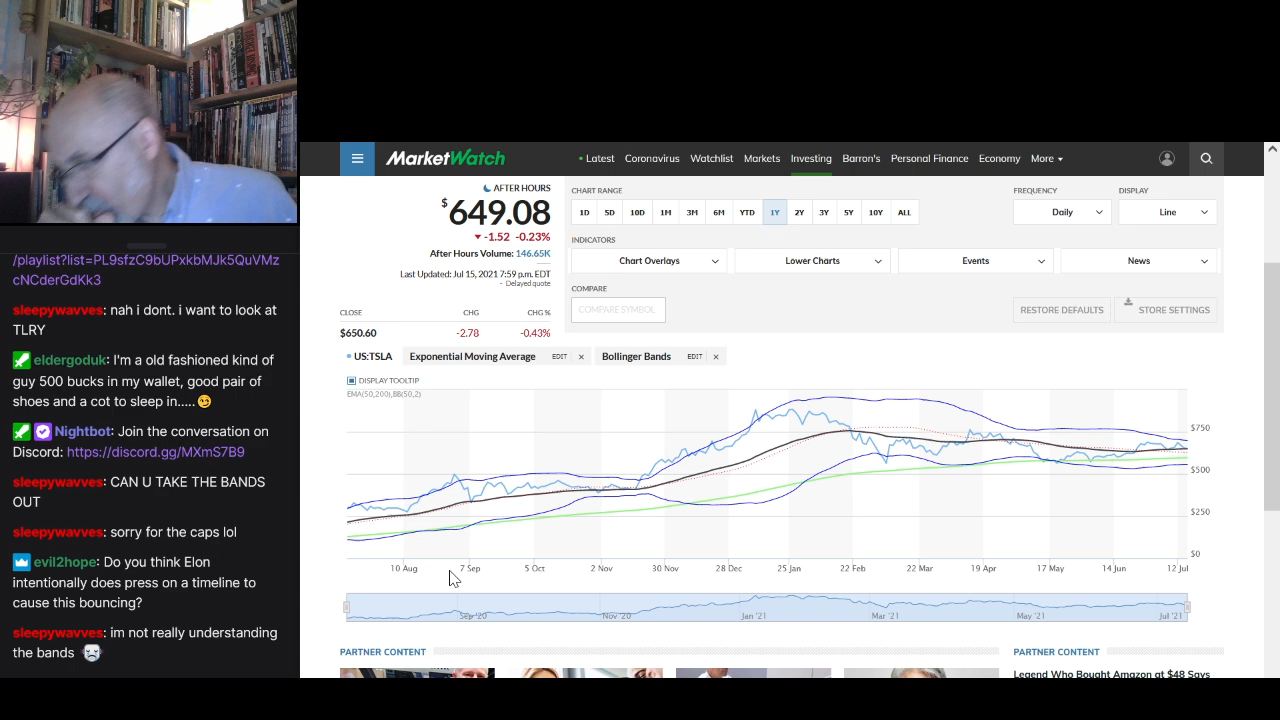 /playlist?list=PL9sfzC9bUPxkbMJk5QuVMz
cNCderGdKk3
sleepywavves: nah i dont. i want to look at
TLRY
eldergoduk: I'm a old fashioned kind of
guy 500 bucks in my wallet, good pair of
shoes and a cot to sleep in.....😏
Nightbot: Join the conversation on
Discord: https://discord.gg/MXmS7B9
sleepywavves: CAN U TAKE THE BANDS
OUT
sleepywavves: sorry for the caps lol
evil2hope: Do you think Elon
intentionally does press on a timeline to
cause this bouncing?
sleepywavves: im not really understanding
the bands
MarketWatch
Latest Coronavirus Watchlist Markets Investing Barron's Personal Finance Economy More
AFTER HOURS
$649.08
-1.52 -0.23%
After Hours Volume: 146.65K
Last Updated: Jul 15, 2021 7:59 p.m. EDT
Delayed quote
CLOSE CHG CHG %
$650.60 -2.78 -0.43%
CHART RANGE
1D 5D 10D 1M 3M 6M YTD 1Y 2Y 3Y 5Y 10Y ALL
FREQUENCY DISPLAY
Daily Line
INDICATORS
Chart Overlays Lower Charts Events News
COMPARE
COMPARE SYMBOL
RESTORE DEFAULTS STORE SETTINGS
US:TSLA Exponential Moving Average EDIT × Bollinger Bands EDIT ×
DISPLAY TOOLTIP
EMA(50,200),BB(50,2)
$750
$500
$250
$0
10 Aug 7 Sep 5 Oct 2 Nov 30 Nov 28 Dec 25 Jan 22 Feb 22 Mar 19 Apr 17 May 14 Jun 12 Jul
Sep '20 Nov '20 Jan '21 Mar '21 May '21 Jul '21
PARTNER CONTENT PARTNER CONTENT
Legend Who Bought Amazon at $48 Says